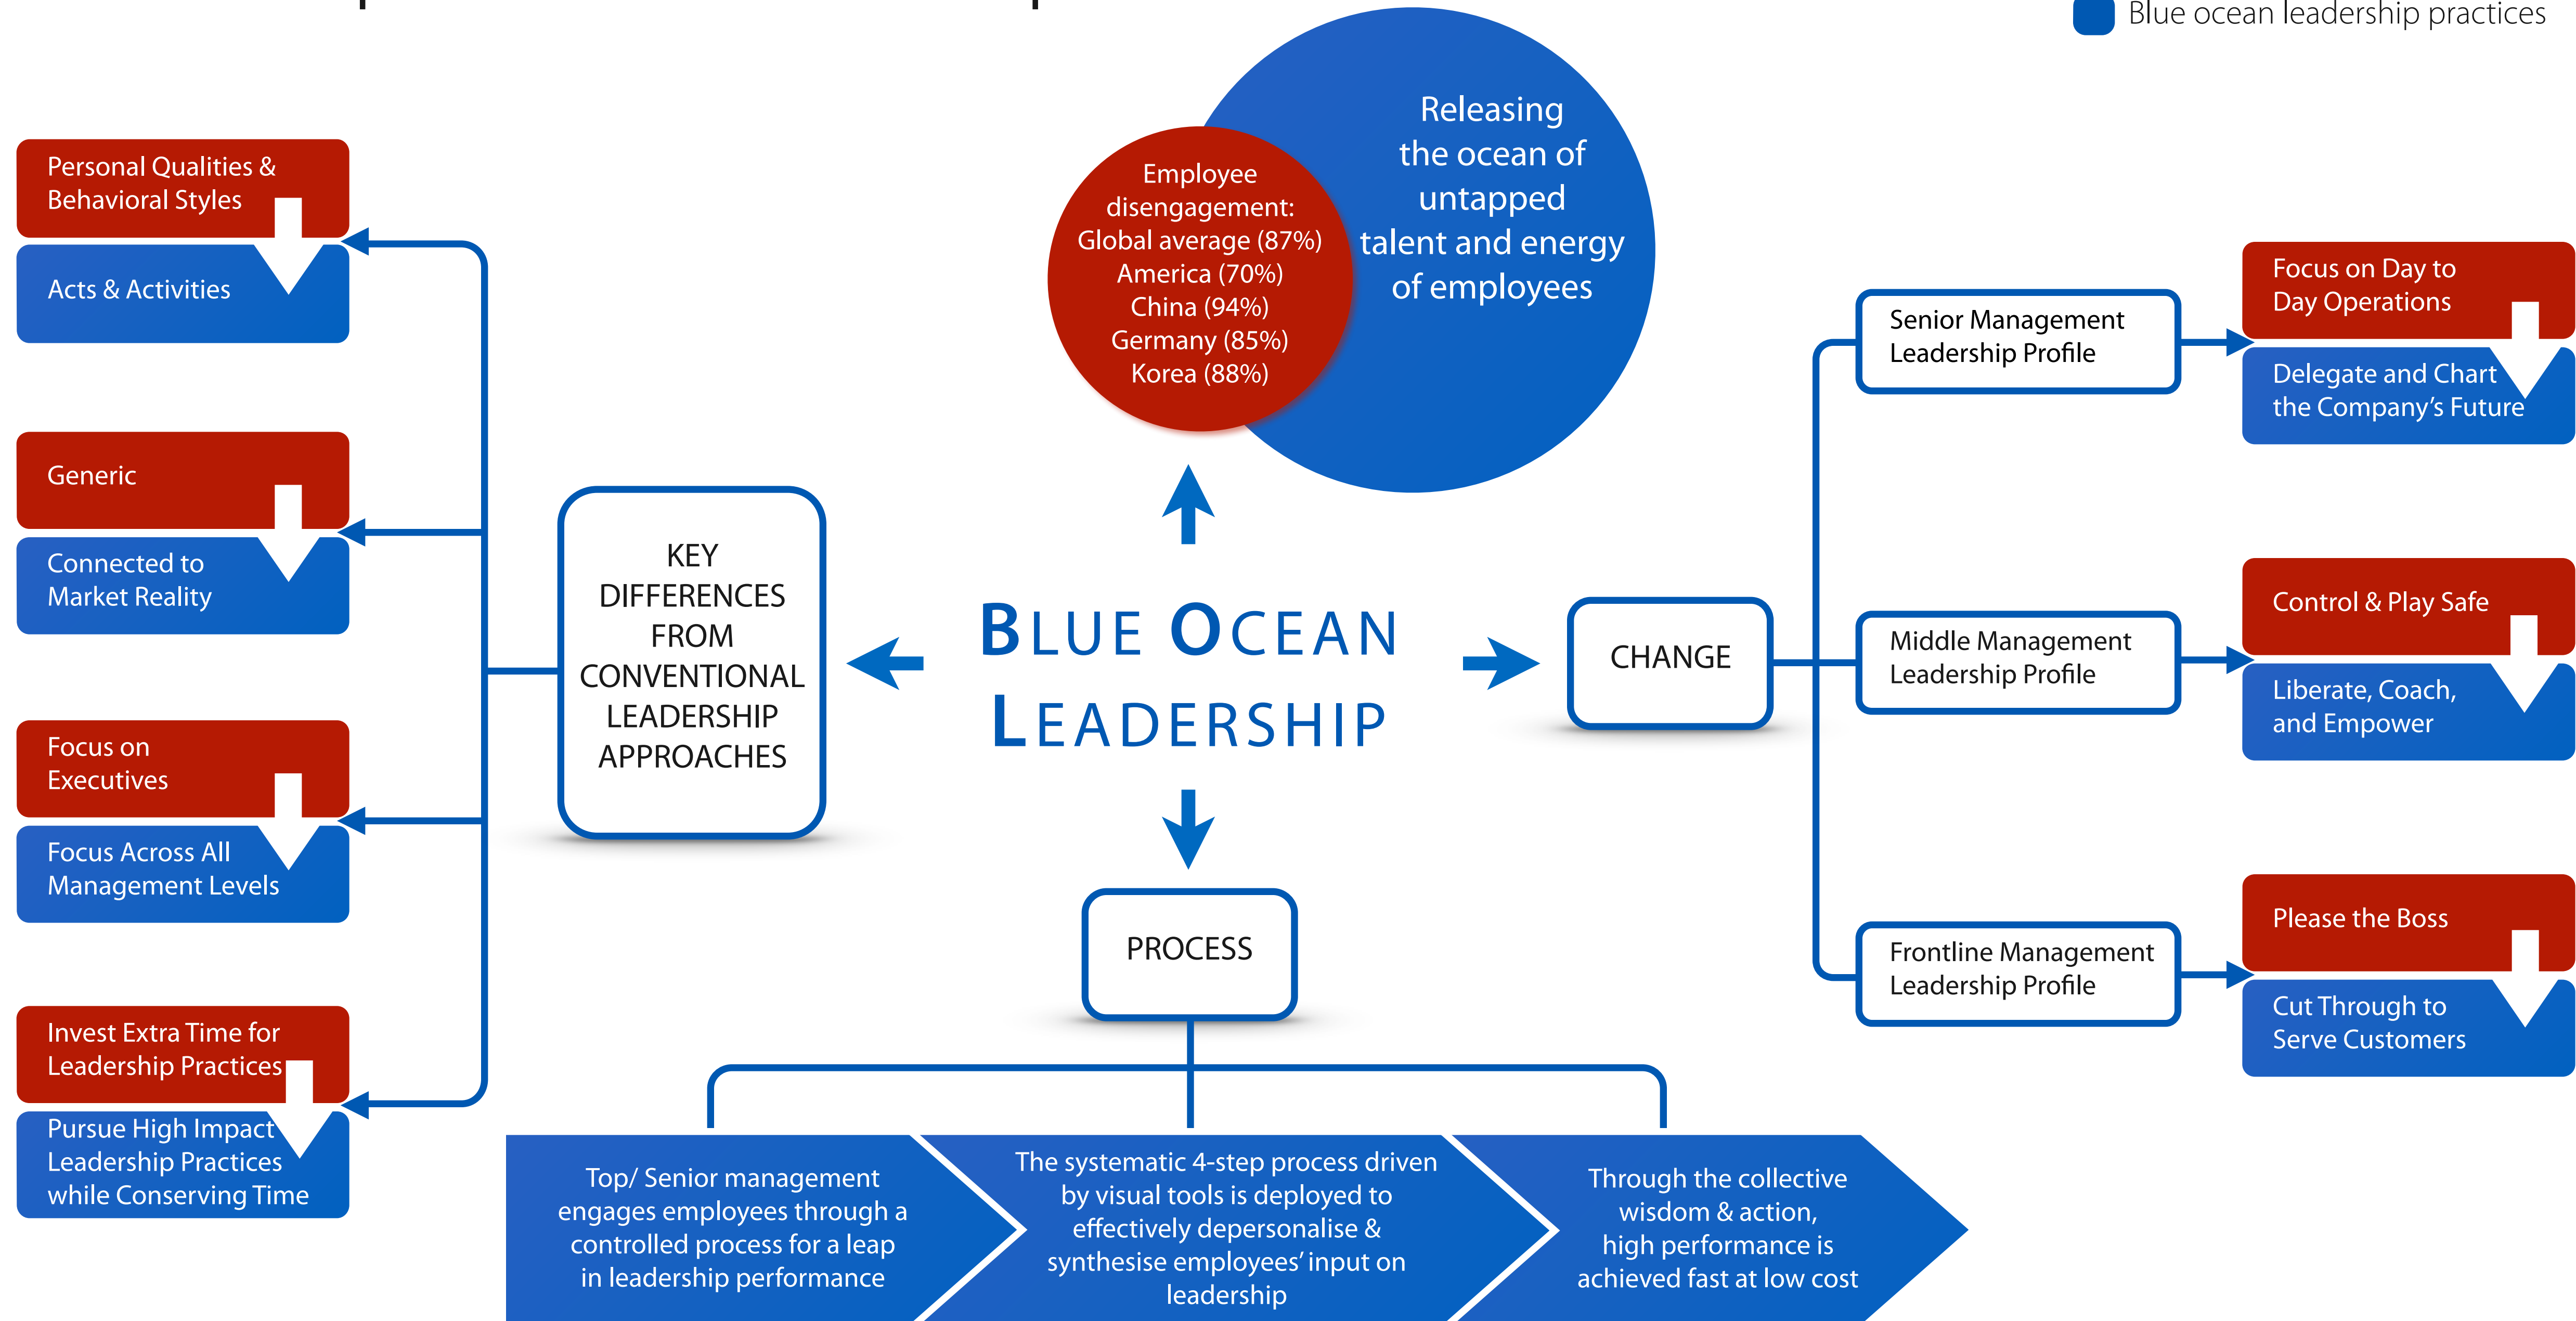 Blue ocean leadership practices
Releasing
the ocean of
untapped
talent and energy
of employees
Employee
disengagement:
Global average (87%)
America (70%)
China (94%)
Germany (85%)
Korea (88%)
Personal Qualities &
Behavioral Styles
Acts & Activities
Generic
Connected to
Market Reality
Focus on
Executives
Focus Across All
Management Levels
Invest Extra Time for
Leadership Practices
Pursue High Impact
Leadership Practices
while Conserving Time
KEY
DIFFERENCES
FROM
CONVENTIONAL
LEADERSHIP
APPROACHES
BLUE OCEAN
LEADERSHIP
CHANGE
Senior Management
Leadership Profile
Focus on Day to
Day Operations
Delegate and Chart
the Company’s Future
Middle Management
Leadership Profile
Control & Play Safe
Liberate, Coach,
and Empower
Frontline Management
Leadership Profile
Please the Boss
Cut Through to
Serve Customers
PROCESS
Top/ Senior management
engages employees through a
controlled process for a leap
in leadership performance
The systematic 4-step process driven
by visual tools is deployed to
effectively depersonalise &
synthesise employees’ input on
leadership
Through the collective
wisdom & action,
high performance is
achieved fast at low cost